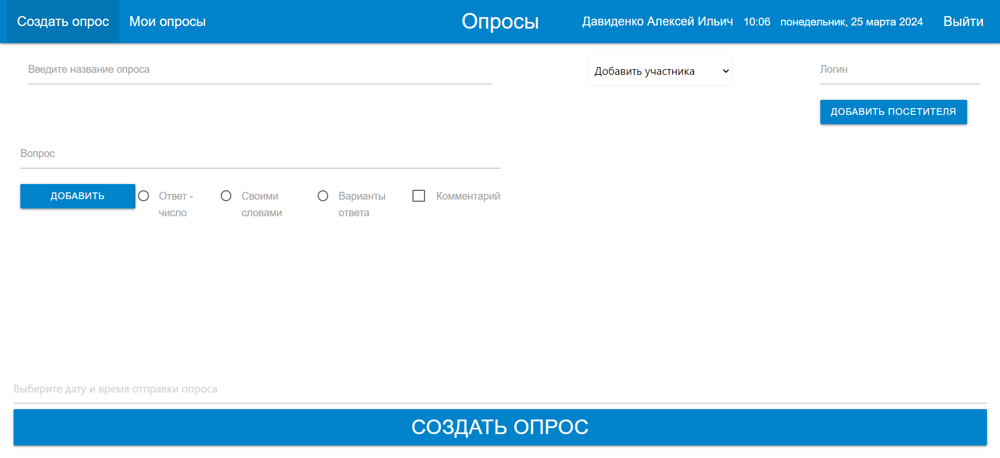 Создать опрос Мои опросы Опросы Давиденко Алексей Ильич 10:06 понедельник, 25 марта 2024 Выйти
Введите название опроса
Добавить участника
Логин
ДОБАВИТЬ ПОСЕТИТЕЛЯ
Вопрос
ДОБАВИТЬ
Ответ -
число
Своими
словами
Варианты
ответа
Комментарий
Выберите дату и время отправки опроса
СОЗДАТЬ ОПРОС